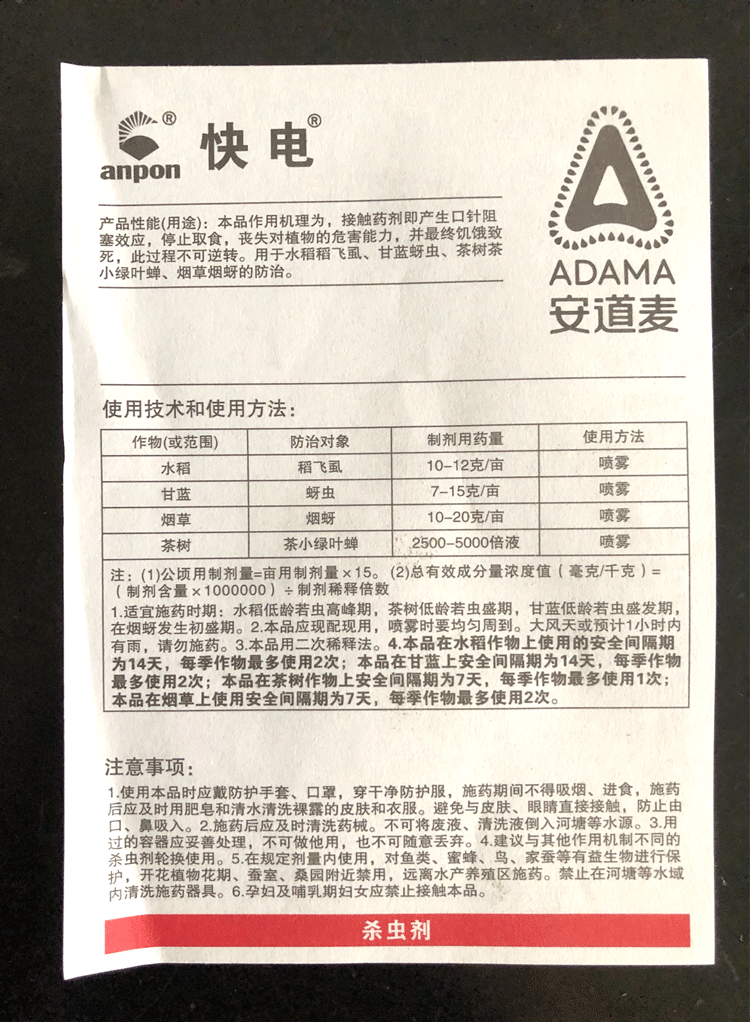 anpon®
快电®
产品性能(用途)：本品作用机理为，接触药剂即产生口针阻
塞效应，停止取食，丧失对植物的危害能力，并最终饥饿致
死，此过程不可逆转。用于水稻稻飞虱、甘蓝蚜虫、茶树茶
小绿叶蝉、烟草烟蚜的防治。
ADAMA
安道麦
使用技术和使用方法：
作物(或范围) 防治对象 制剂用药量 使用方法
水稻 稻飞虱 10-12克/亩 喷雾
甘蓝 蚜虫 7-15克/亩 喷雾
烟草 烟蚜 10-20克/亩 喷雾
茶树 茶小绿叶蝉 2500-5000倍液 喷雾
注：(1)公顷用制剂量=亩用制剂量×15。(2)总有效成分量浓度值（毫克/千克）=
（制剂含量×1000000）÷制剂稀释倍数
1.适宜施药时期：水稻低龄若虫高峰期，茶树低龄若虫盛期，甘蓝低龄若虫盛发期，
在烟蚜发生初盛期。2.本品应现配现用，喷雾时要均匀周到。大风天或预计1小时内
有雨，请勿施药。3.本品用二次稀释法。4.本品在水稻作物上使用的安全间隔期
为14天，每季作物最多使用2次；本品在甘蓝上安全间隔期为14天，每季作物
最多使用2次；本品在茶树作物上安全间隔期为7天，每季作物最多使用1次；
本品在烟草上使用安全间隔期为7天，每季作物最多使用2次。
注意事项：
1.使用本品时应戴防护手套、口罩，穿干净防护服，施药期间不得吸烟、进食，施药
后应及时用肥皂和清水清洗裸露的皮肤和衣服。避免与皮肤、眼睛直接接触，防止由
口、鼻吸入。2.施药后应及时清洗药械。不可将废液、清洗液倒入河塘等水源。3.用
过的容器应妥善处理，不可做他用，也不可随意丢弃。4.建议与其他作用机制不同的
杀虫剂轮换使用。5.在规定剂量内使用，对鱼类、蜜蜂、鸟、家蚕等有益生物进行保
护，开花植物花期、蚕室、桑园附近禁用，远离水产养殖区施药。禁止在河塘等水域
内清洗施药器具。6.孕妇及哺乳期妇女应禁止接触本品。
杀虫剂